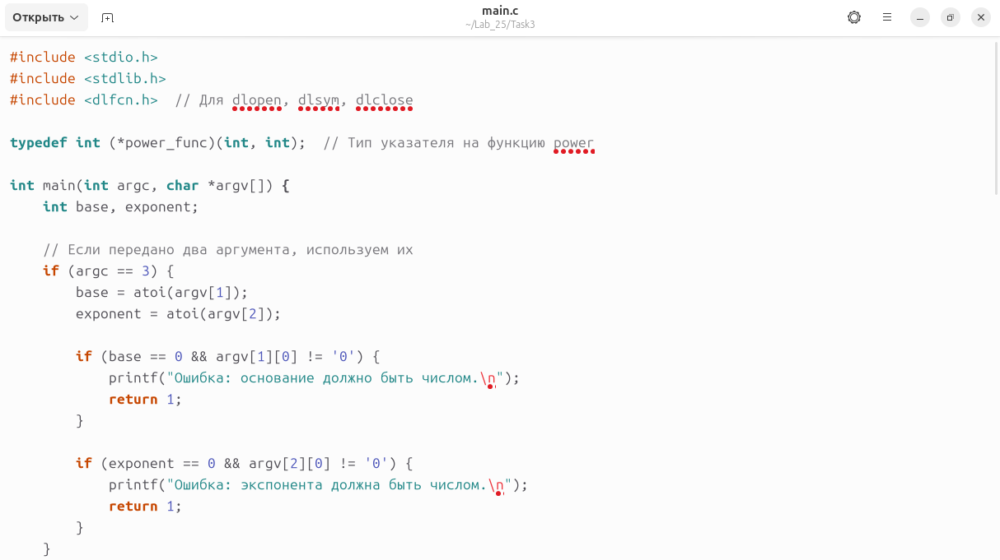 Открыть
main.c
~/Lab_25/Task3
#include <stdio.h>
#include <stdlib.h>
#include <dlfcn.h>  // Для dlopen, dlsym, dlclose
typedef int (*power_func)(int, int);  // Тип указателя на функцию power
int main(int argc, char *argv[]) {
    int base, exponent;
    // Если передано два аргумента, используем их
    if (argc == 3) {
        base = atoi(argv[1]);
        exponent = atoi(argv[2]);
        if (base == 0 && argv[1][0] != '0') {
            printf("Ошибка: основание должно быть числом.\n");
            return 1;
        }
        if (exponent == 0 && argv[2][0] != '0') {
            printf("Ошибка: экспонента должна быть числом.\n");
            return 1;
        }
    }